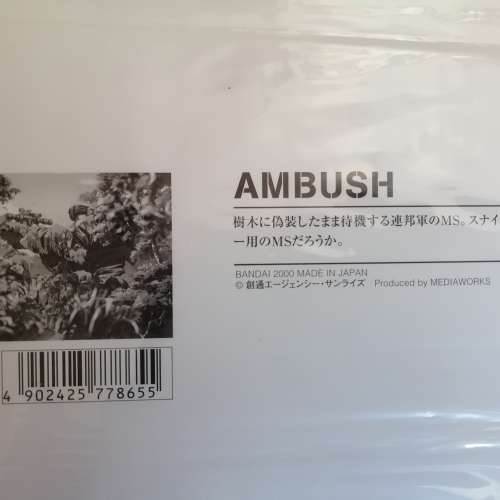 AMBUSH
樹木に偽装したまま待機する連邦軍のMS。スナイ
ー用のMSだろうか。
BANDAI 2000 MADE IN JAPAN
© 創通エージェンシー・サンライズ Produced by MEDIAWORKS
4 902425 778655